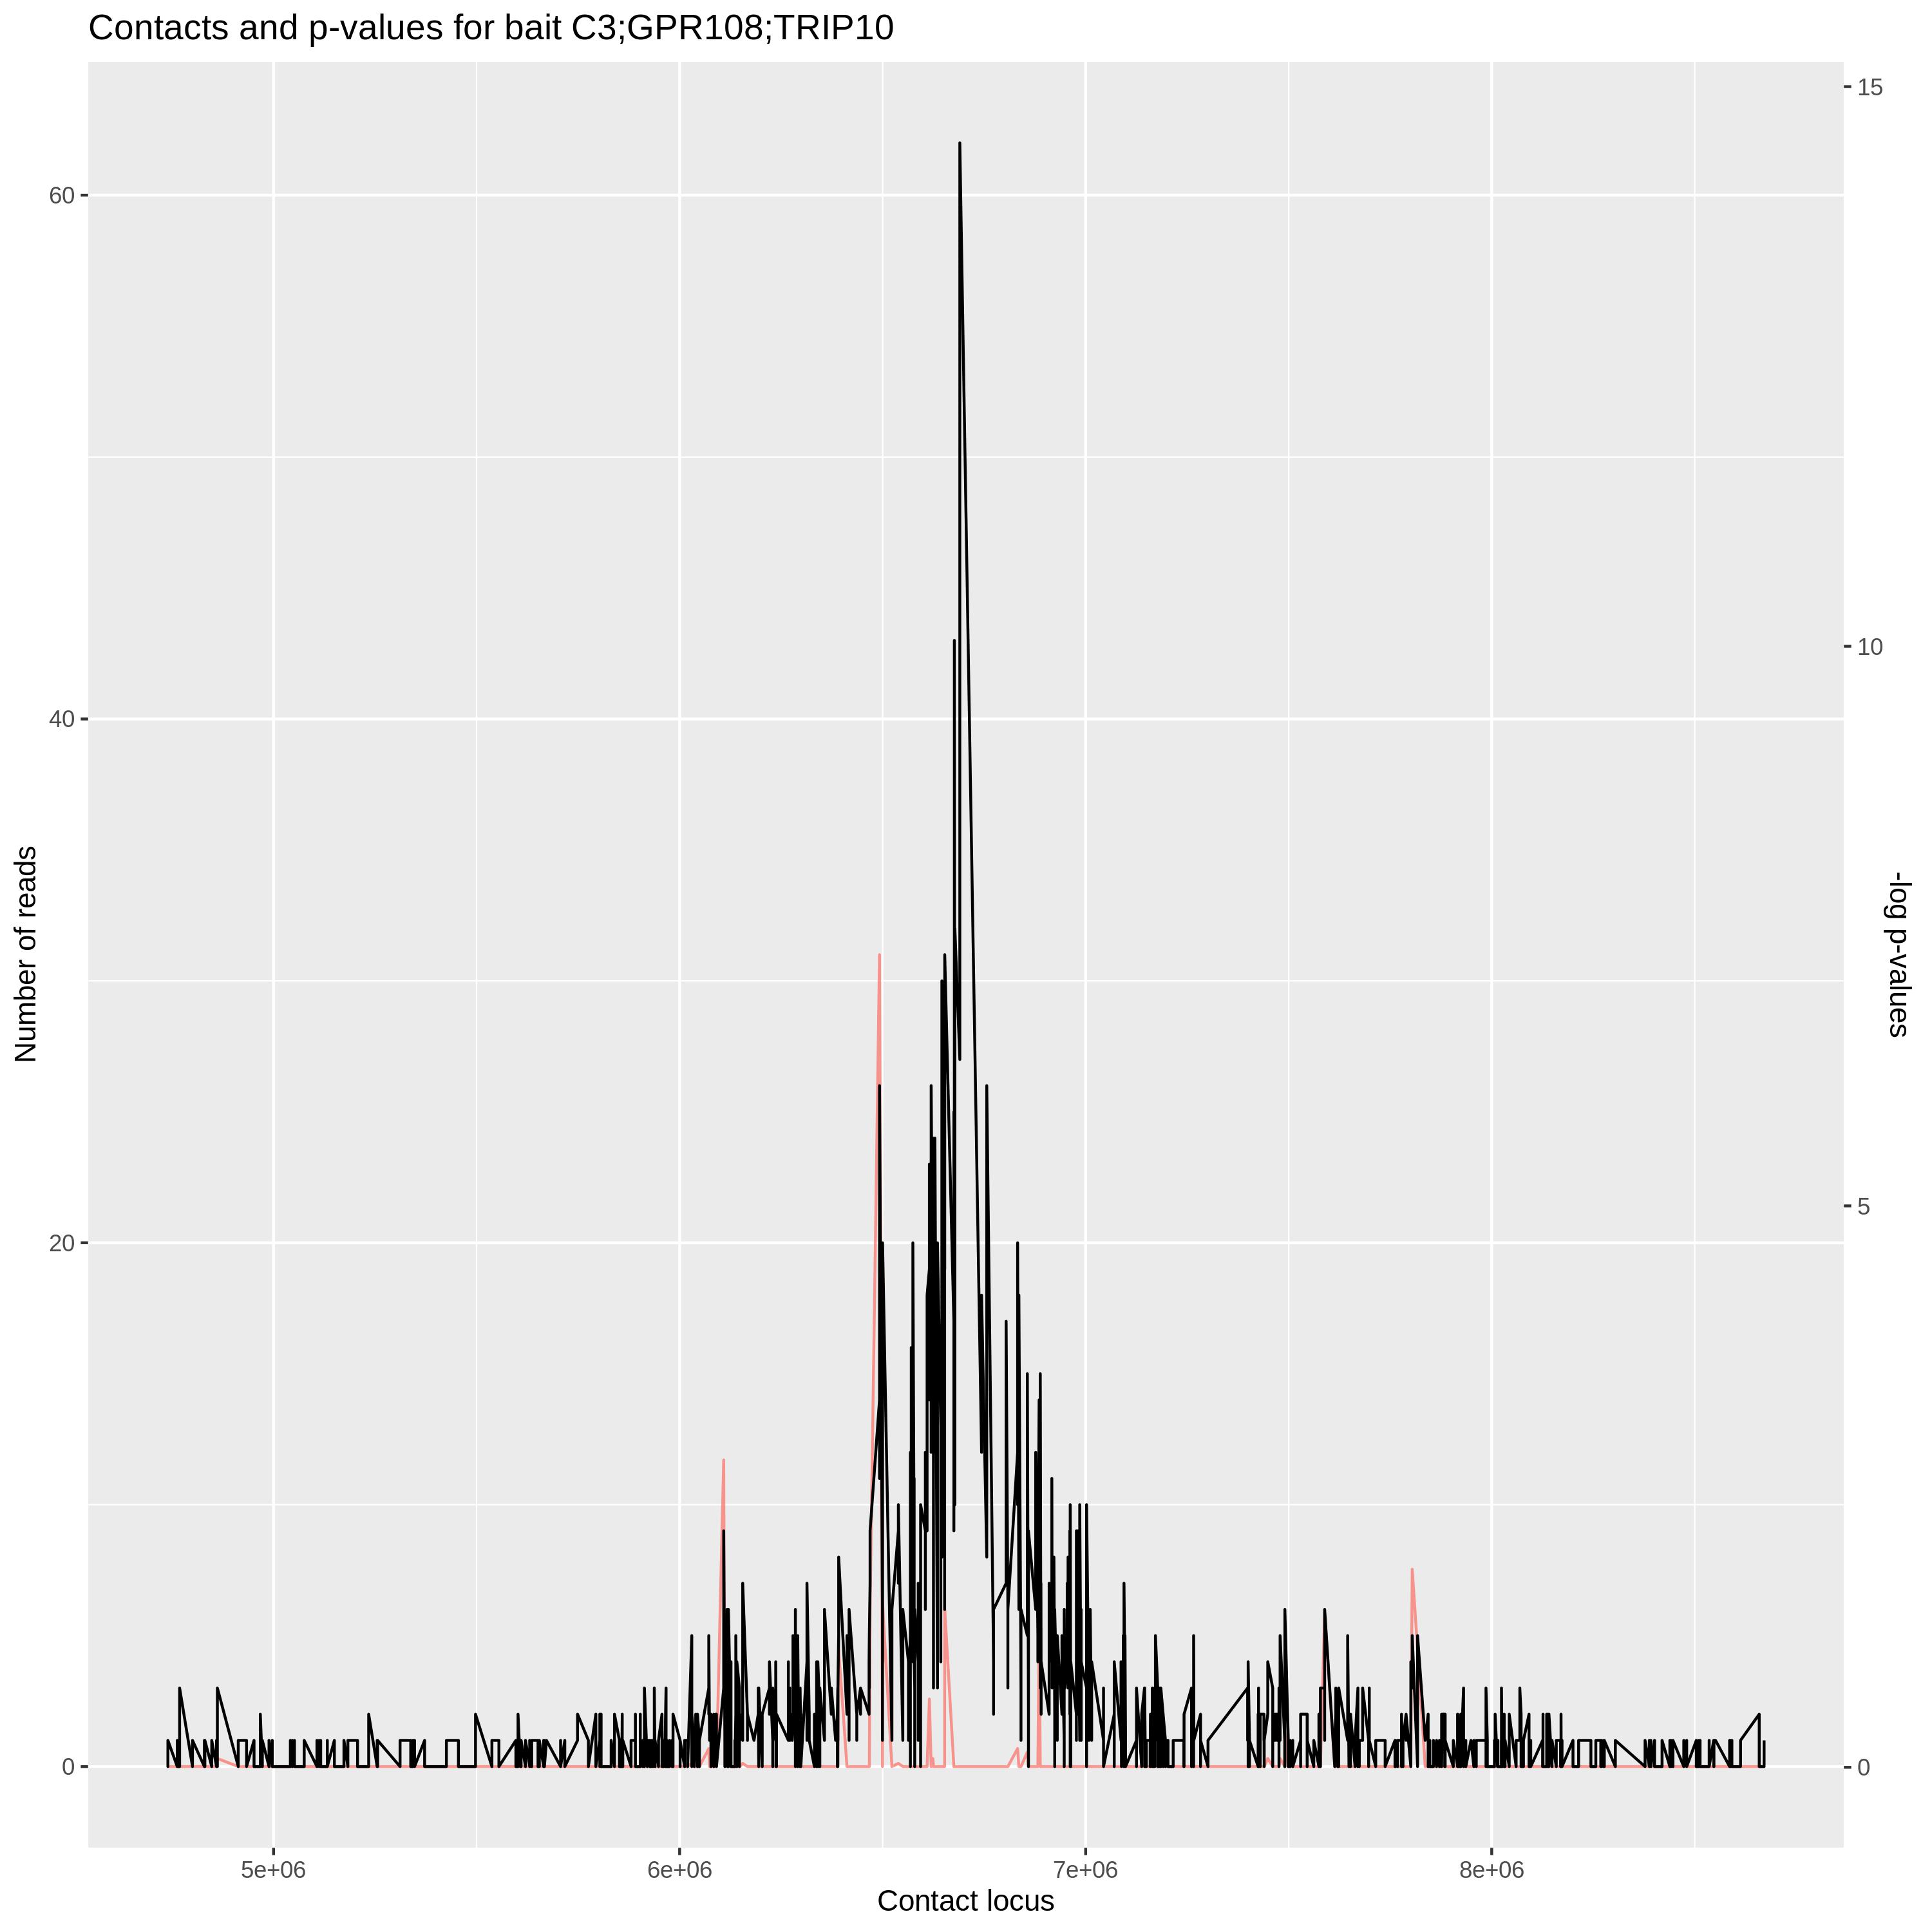 Contacts and p-values for bait C3;GPR108;TRIP10
15
60
10
40
Number of reads
-log p-values
5
20
0
0
5e+06
6e+06
7e+06
8e+06
Contact locus